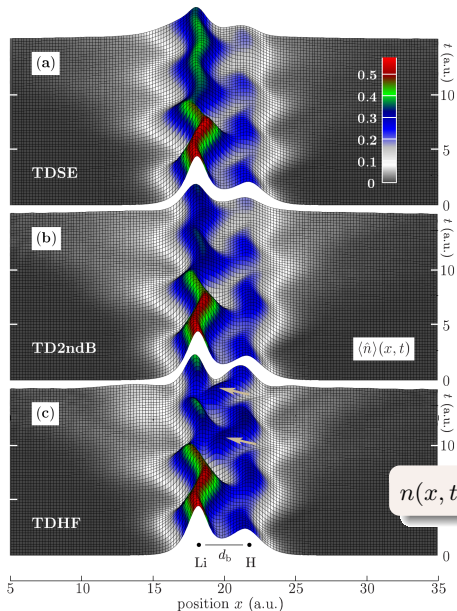 (a)
t (a.u.)
0.5
0.4
0.3
0.2
0.1
0
10
5
0
TDSE
(b)
t (a.u.)
10
5
0
TD2ndB
⟨n̂⟩(x, t)
(c)
t (a.u.)
10
0
TDHF
n(x, t
Li
d_b
H
5 10 15 20 25 30 35
position x (a.u.)